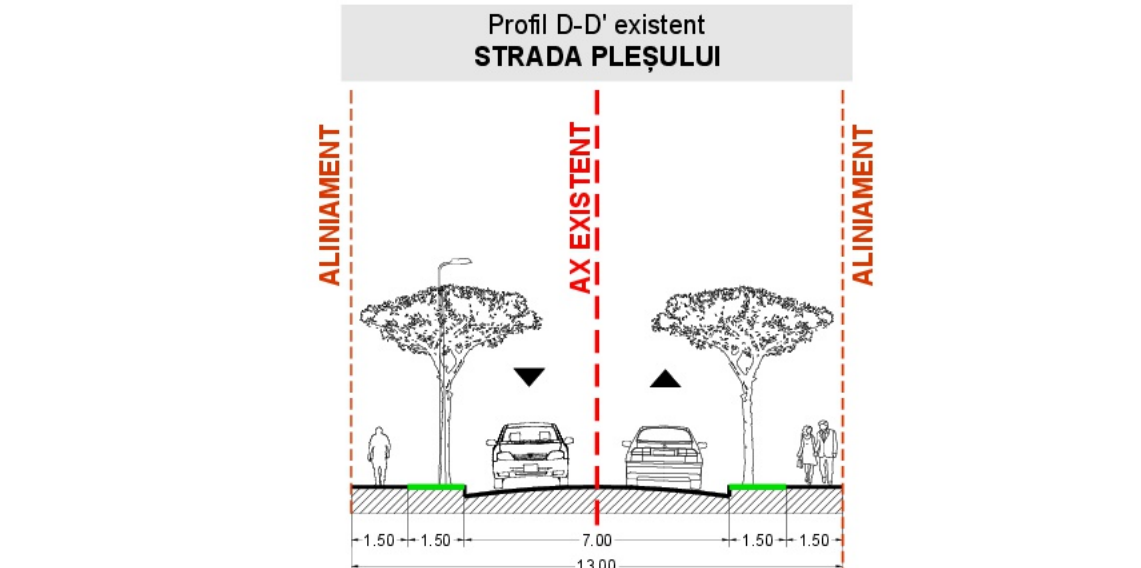 Profil D-D' existent
STRADA PLEȘULUI
ALINIAMENT
AX EXISTENT
ALINIAMENT
1.50 1.50 7.00 1.50 1.50
13.00